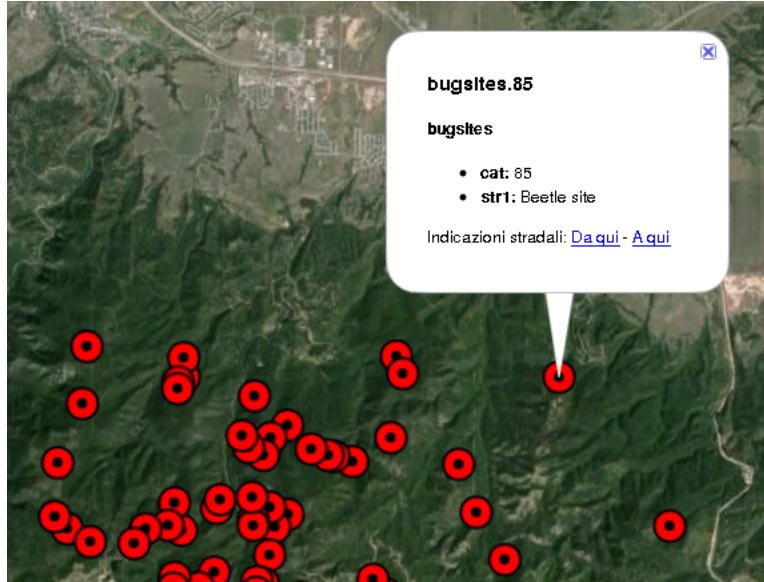 bugsites.85
bugsites
cat: 85
str1: Beetle site
Indicazioni stradali: Da qui - A qui